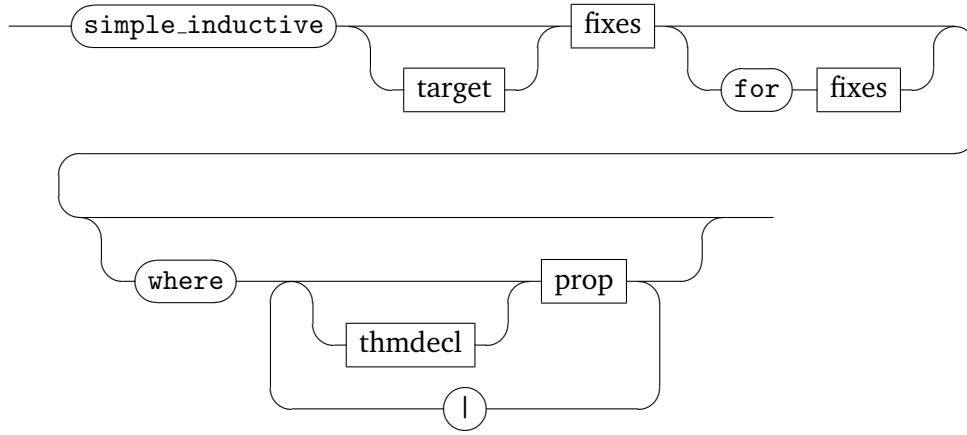 simple_inductive fixes
target for fixes
where prop
thmdecl
|